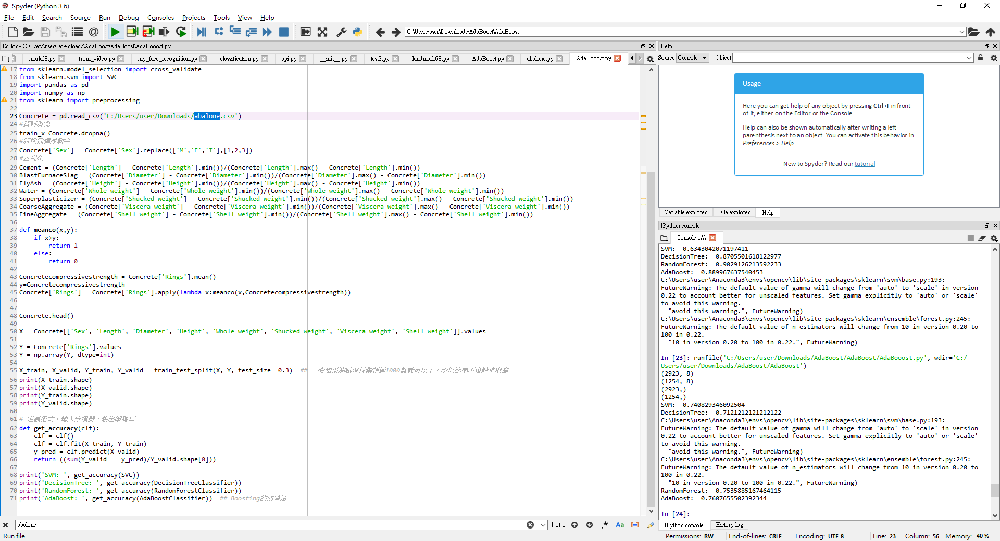 Spyder (Python 3.6)
File Edit Search Source Run Debug Consoles Projects Tools View Help
C:\Users\user\Downloads\AdaBoost\AdaBoost
Editor - C:\Users\user\Downloads\AdaBoost\AdaBoost\AdaBooost.py
mark68.py from_video.py my_face_recognition.py classification.py api.py __init__.py test2.py landmark68.py AdaBoost.py abalone.py AdaBooost.py
17 from sklearn.model_selection import cross_validate
18 from sklearn.svm import SVC
19 import pandas as pd
20 import numpy as np
21 from sklearn import preprocessing
22
23 Concrete = pd.read_csv('C:/Users/user/Downloads/abalone.csv')
24 #資料清洗
25 train_x=Concrete.dropna()
26 #將性別轉成數字
27 Concrete['Sex'] = Concrete['Sex'].replace(['M','F','I'],[1,2,3])
28 #正規化
29 Cement = (Concrete['Length'] - Concrete['Length'].min())/(Concrete['Length'].max() - Concrete['Length'].min())
30 BlastFurnaceSlag = (Concrete['Diameter'] - Concrete['Diameter'].min())/(Concrete['Diameter'].max() - Concrete['Diameter'].min())
31 FlyAsh = (Concrete['Height'] - Concrete['Height'].min())/(Concrete['Height'].max() - Concrete['Height'].min())
32 Water = (Concrete['Whole weight'] - Concrete['Whole weight'].min())/(Concrete['Whole weight'].max() - Concrete['Whole weight'].min())
33 Superplasticizer = (Concrete['Shucked weight'] - Concrete['Shucked weight'].min())/(Concrete['Shucked weight'].max() - Concrete['Shucked weight'].min())
34 CoarseAggregate = (Concrete['Viscera weight'] - Concrete['Viscera weight'].min())/(Concrete['Viscera weight'].max() - Concrete['Viscera weight'].min())
35 FineAggregate = (Concrete['Shell weight'] - Concrete['Shell weight'].min())/(Concrete['Shell weight'].max() - Concrete['Shell weight'].min())
36
37 def meanco(x,y):
38 if x>y:
39 return 1
40 else:
41 return 0
42
43 Concretecompressivestrength = Concrete['Rings'].mean()
44 y=Concretecompressivestrength
45 Concrete['Rings'] = Concrete['Rings'].apply(lambda x:meanco(x,Concretecompressivestrength))
46
47
48 Concrete.head()
49
50 X = Concrete[['Sex', 'Length', 'Diameter', 'Height', 'Whole weight', 'Shucked weight', 'Viscera weight', 'Shell weight']].values
51
52 Y = Concrete['Rings'].values
53 Y = np.array(Y, dtype=int)
54
55 X_train, X_valid, Y_train, Y_valid = train_test_split(X, Y, test_size =0.3) ## 一般如果測試資料集超過1000筆就可以了，所以比率不會設這麼高
56 print(X_train.shape)
57 print(X_valid.shape)
58 print(Y_train.shape)
59 print(Y_valid.shape)
60
61 # 定義函式，輸入分類器，輸出準確率
62 def get_accuracy(clf):
63 clf = clf()
64 clf = clf.fit(X_train, Y_train)
65 y_pred = clf.predict(X_valid)
66 return ((sum(Y_valid == y_pred)/Y_valid.shape[0]))
67
68 print('SVM: ', get_accuracy(SVC))
69 print('DecisionTree: ', get_accuracy(DecisionTreeClassifier))
70 print('RandomForest: ', get_accuracy(RandomForestClassifier))
71 print('AdaBoost: ', get_accuracy(AdaBoostClassifier)) ## Boosting的演算法
abalone 1 of 1 .* Aa
Run file
Help
Source Console Object
Usage
Here you can get help of any object by pressing Ctrl+I in front
of it, either on the Editor or the Console.
Help can also be shown automatically after writing a left
parenthesis next to an object. You can activate this behavior in
Preferences > Help.
New to Spyder? Read our tutorial
Variable explorer File explorer Help
IPython console
Console 1/A
SVM: 0.6343042071197411
DecisionTree: 0.8705501618122977
RandomForest: 0.9029126213592233
AdaBoost: 0.889967637540453
C:\Users\user\Anaconda3\envs\opencv\lib\site-packages\sklearn\svm\base.py:193:
FutureWarning: The default value of gamma will change from 'auto' to 'scale' in version
0.22 to account better for unscaled features. Set gamma explicitly to 'auto' or 'scale'
to avoid this warning.
"avoid this warning.", FutureWarning)
C:\Users\user\Anaconda3\envs\opencv\lib\site-packages\sklearn\ensemble\forest.py:245:
FutureWarning: The default value of n_estimators will change from 10 in version 0.20 to
100 in 0.22.
"10 in version 0.20 to 100 in 0.22.", FutureWarning)
In [23]: runfile('C:/Users/user/Downloads/AdaBoost/AdaBoost/AdaBooost.py', wdir='C:/
Users/user/Downloads/AdaBoost/AdaBoost')
(2923, 8)
(1254, 8)
(2923,)
(1254,)
SVM: 0.740829346092504
DecisionTree: 0.7121212121212122
C:\Users\user\Anaconda3\envs\opencv\lib\site-packages\sklearn\svm\base.py:193:
FutureWarning: The default value of gamma will change from 'auto' to 'scale' in version
0.22 to account better for unscaled features. Set gamma explicitly to 'auto' or 'scale'
to avoid this warning.
"avoid this warning.", FutureWarning)
C:\Users\user\Anaconda3\envs\opencv\lib\site-packages\sklearn\ensemble\forest.py:245:
FutureWarning: The default value of n_estimators will change from 10 in version 0.20 to
100 in 0.22.
"10 in version 0.20 to 100 in 0.22.", FutureWarning)
RandomForest: 0.7535885167464115
AdaBoost: 0.7607655502392344
In [24]:
IPython console History log
Permissions: RW End-of-lines: CRLF Encoding: UTF-8 Line: 23 Column: 56 Memory: 40 %